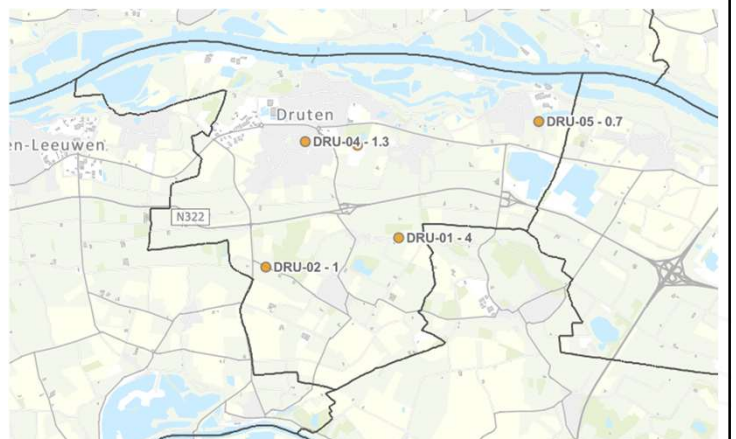 Druten
DRU-05 - 0.7
DRU-04 - 1.3
en-Leeuwen
N322
DRU-01 - 4
DRU-02 - 1